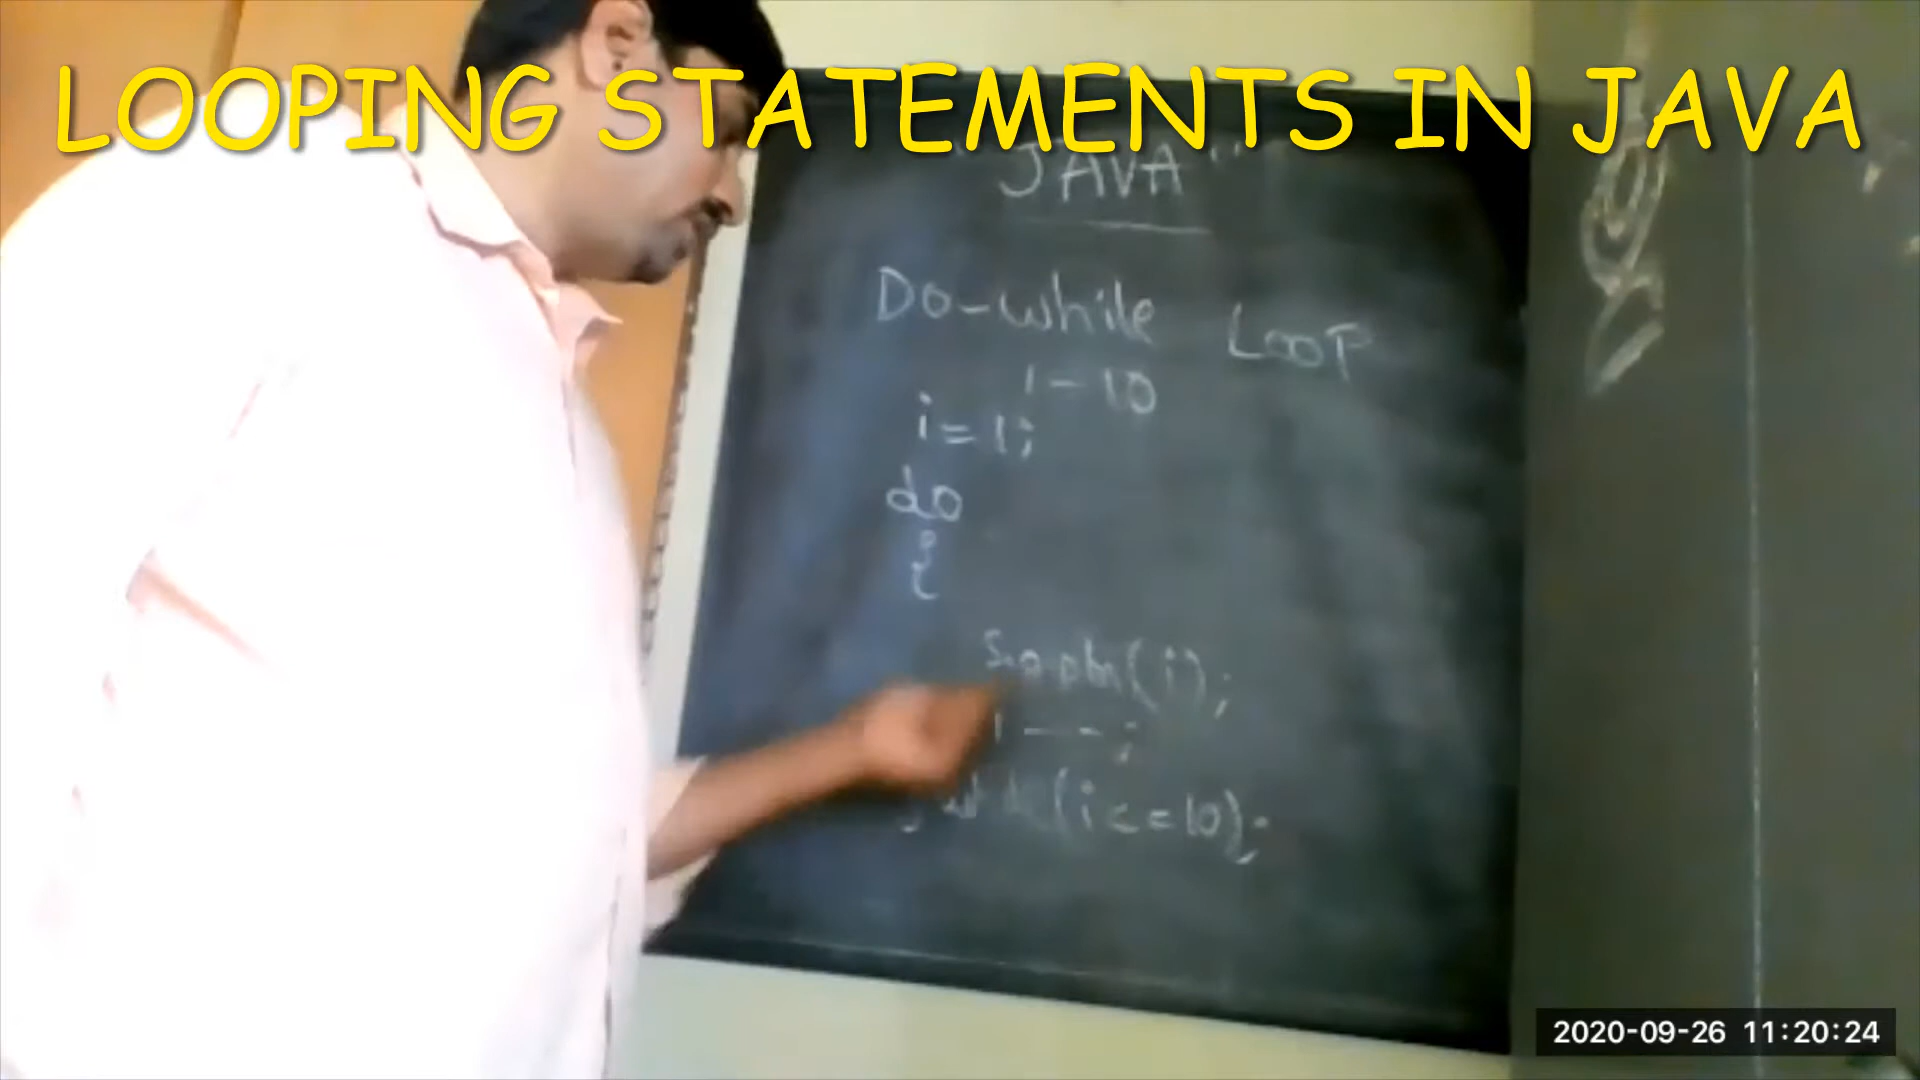 LOOPING STATEMENTS IN JAVA
"JAVA"
Do-while LOOP
1-10
i=1;
do
{
S.o.pln(i);
i--;
while(i<=10);
2020-09-26 11:20:24